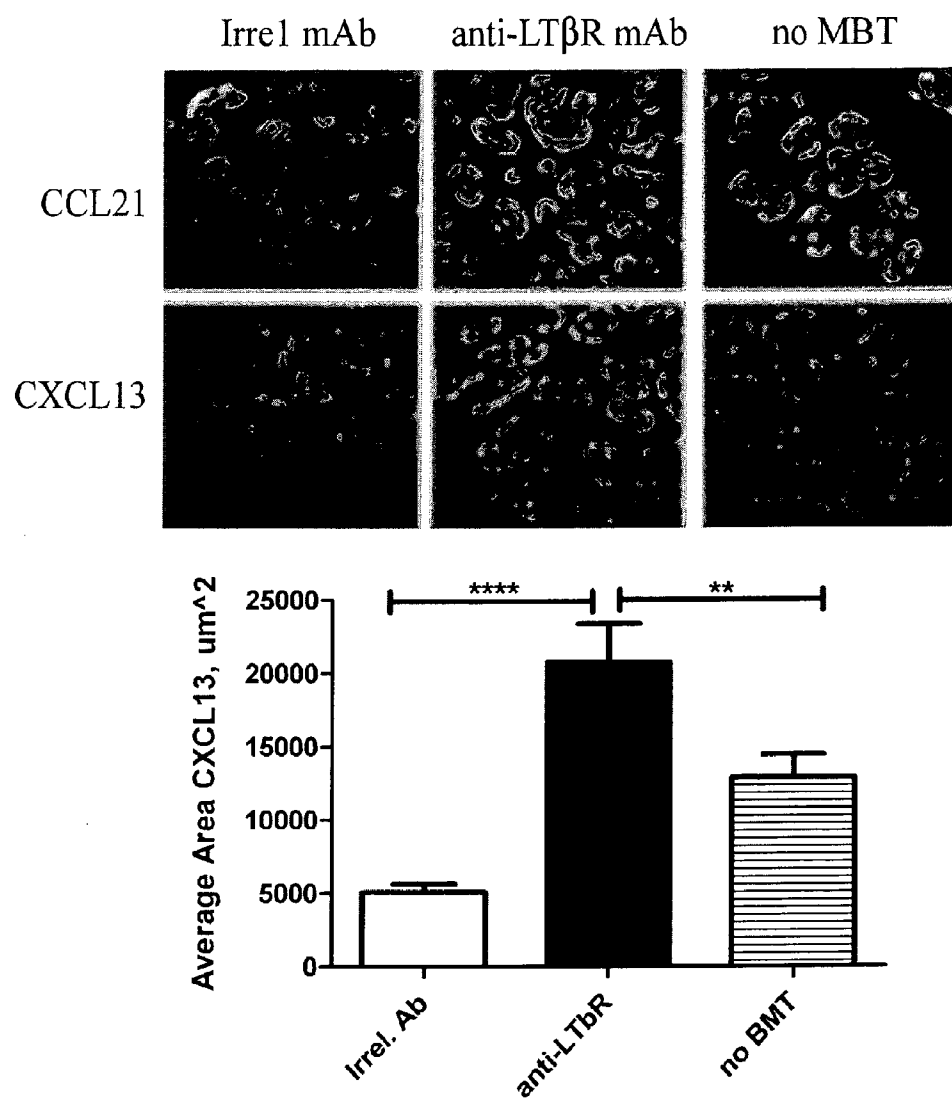 Irrel mAb
anti-LTβR mAb
no MBT
CCL21
CXCL13
Average Area CXCL13, um^2
25000
20000
15000
10000
5000
0
****
**
Irrel. Ab
anti-LTbR
no BMT